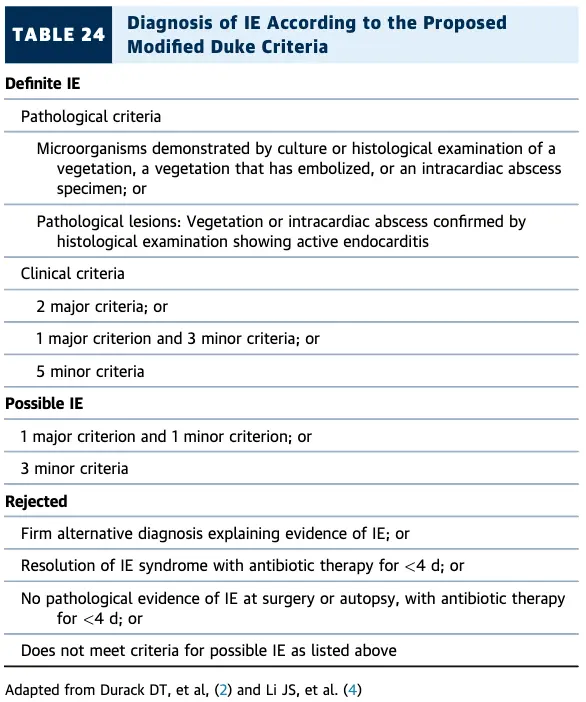 TABLE 24
Diagnosis of IE According to the Proposed
Modified Duke Criteria
Definite IE
Pathological criteria
Microorganisms demonstrated by culture or histological examination of a
vegetation, a vegetation that has embolized, or an intracardiac abscess
specimen; or
Pathological lesions: Vegetation or intracardiac abscess confirmed by
histological examination showing active endocarditis
Clinical criteria
2 major criteria; or
1 major criterion and 3 minor criteria; or
5 minor criteria
Possible IE
1 major criterion and 1 minor criterion; or
3 minor criteria
Rejected
Firm alternative diagnosis explaining evidence of IE; or
Resolution of IE syndrome with antibiotic therapy for <4 d; or
No pathological evidence of IE at surgery or autopsy, with antibiotic therapy
for <4 d; or
Does not meet criteria for possible IE as listed above
Adapted from Durack DT, et al, (2) and Li JS, et al. (4)